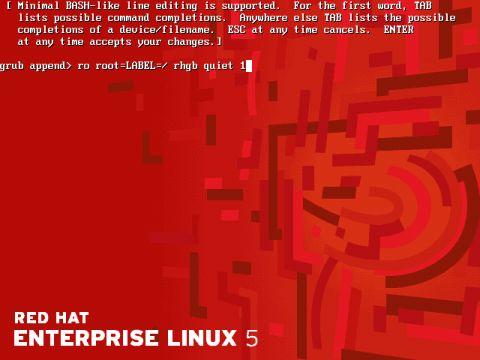 [ Minimal BASH-like line editing is supported.  For the first word, TAB
lists possible command completions.  Anywhere else TAB lists the possible
completions of a device/filename.  ESC at any time cancels.  ENTER
at any time accepts your changes.]
grub append> ro root=LABEL=/ rhgb quiet 1
RED HAT
ENTERPRISE LINUX 5